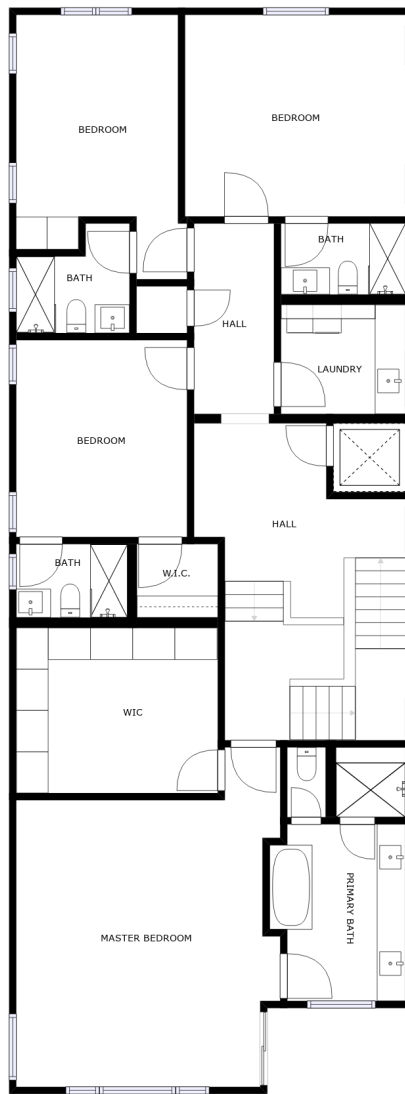 BEDROOM
BEDROOM
BATH
BATH
HALL
LAUNDRY
BEDROOM
HALL
BATH
W.I.C.
WIC
PRIMARY BATH
MASTER BEDROOM